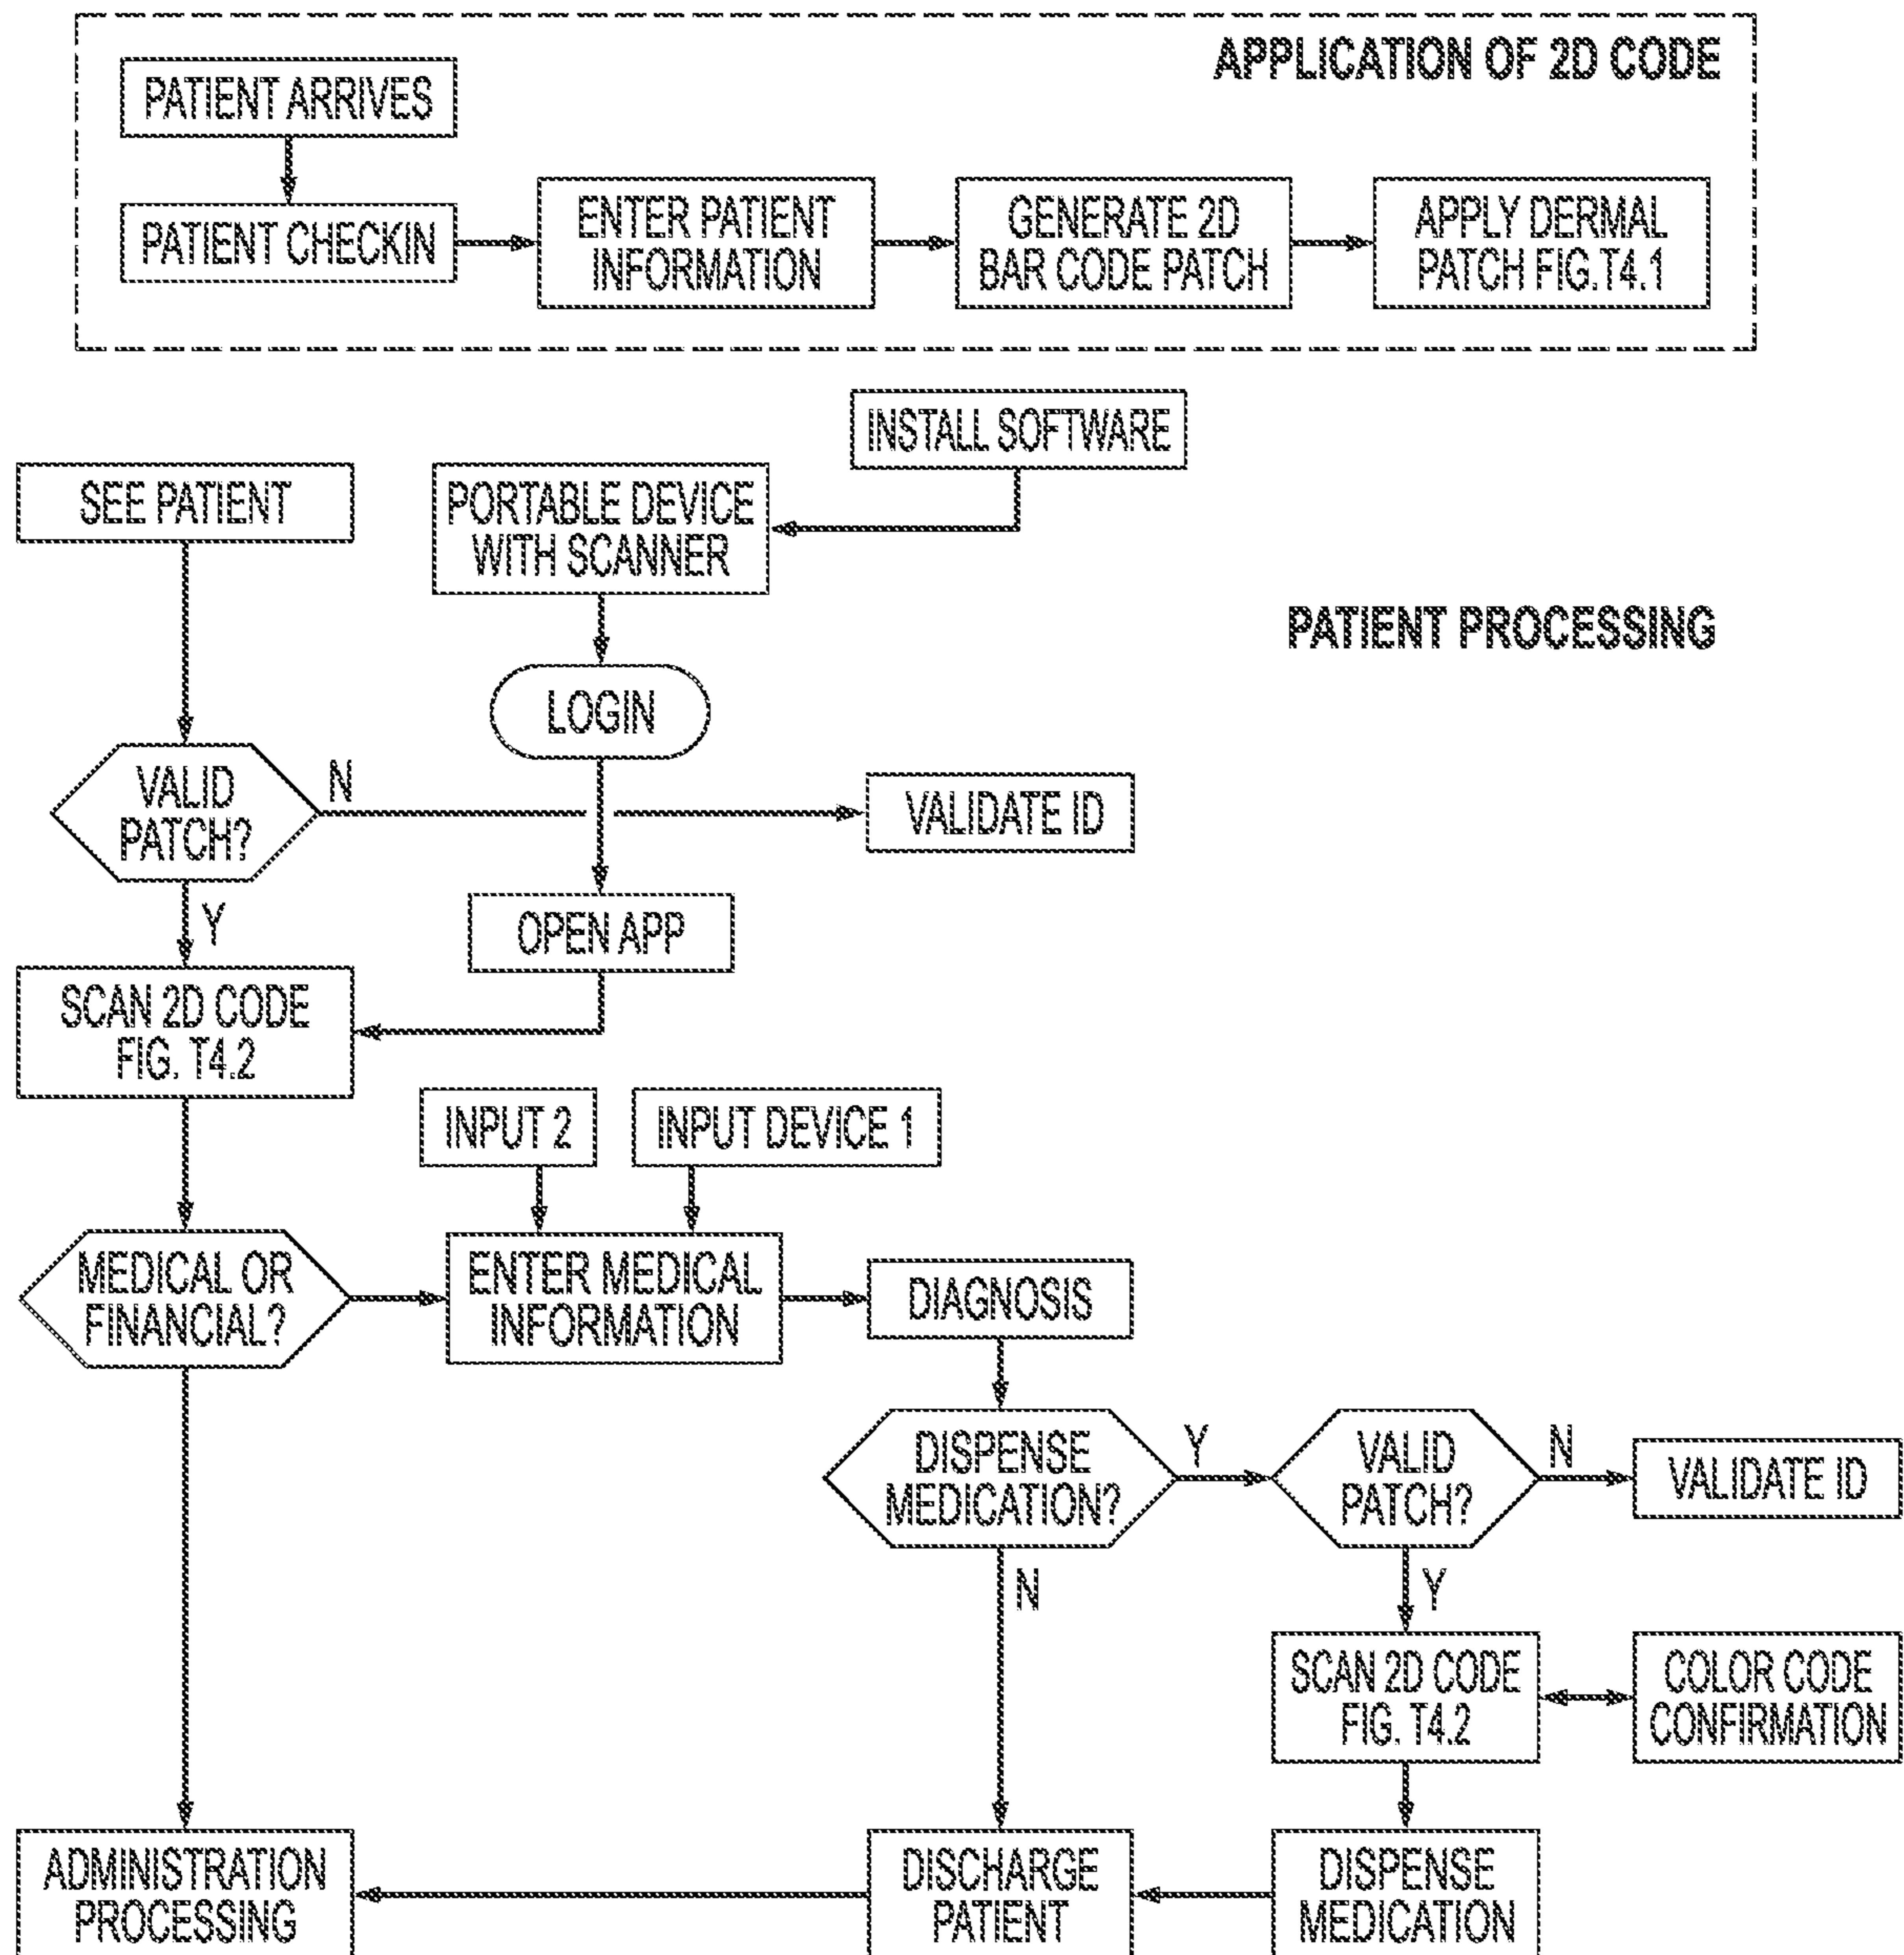 APPLICATION OF 2D CODE
PATIENT ARRIVES
PATIENT CHECKIN
ENTER PATIENT
INFORMATION
GENERATE 2D
BAR CODE PATCH
APPLY DERMAL
PATCH FIG.T4.1
INSTALL SOFTWARE
SEE PATIENT
PORTABLE DEVICE
WITH SCANNER
PATIENT PROCESSING
LOGIN
VALID
PATCH?
N
VALIDATE ID
Y
OPEN APP
SCAN 2D CODE
FIG. T4.2
INPUT 2
INPUT DEVICE 1
MEDICAL OR
FINANCIAL?
ENTER MEDICAL
INFORMATION
DIAGNOSIS
DISPENSE
MEDICATION?
Y
VALID
PATCH?
N
VALIDATE ID
N
Y
SCAN 2D CODE
FIG. T4.2
COLOR CODE
CONFIRMATION
ADMINISTRATION
PROCESSING
DISCHARGE
PATIENT
DISPENSE
MEDICATION